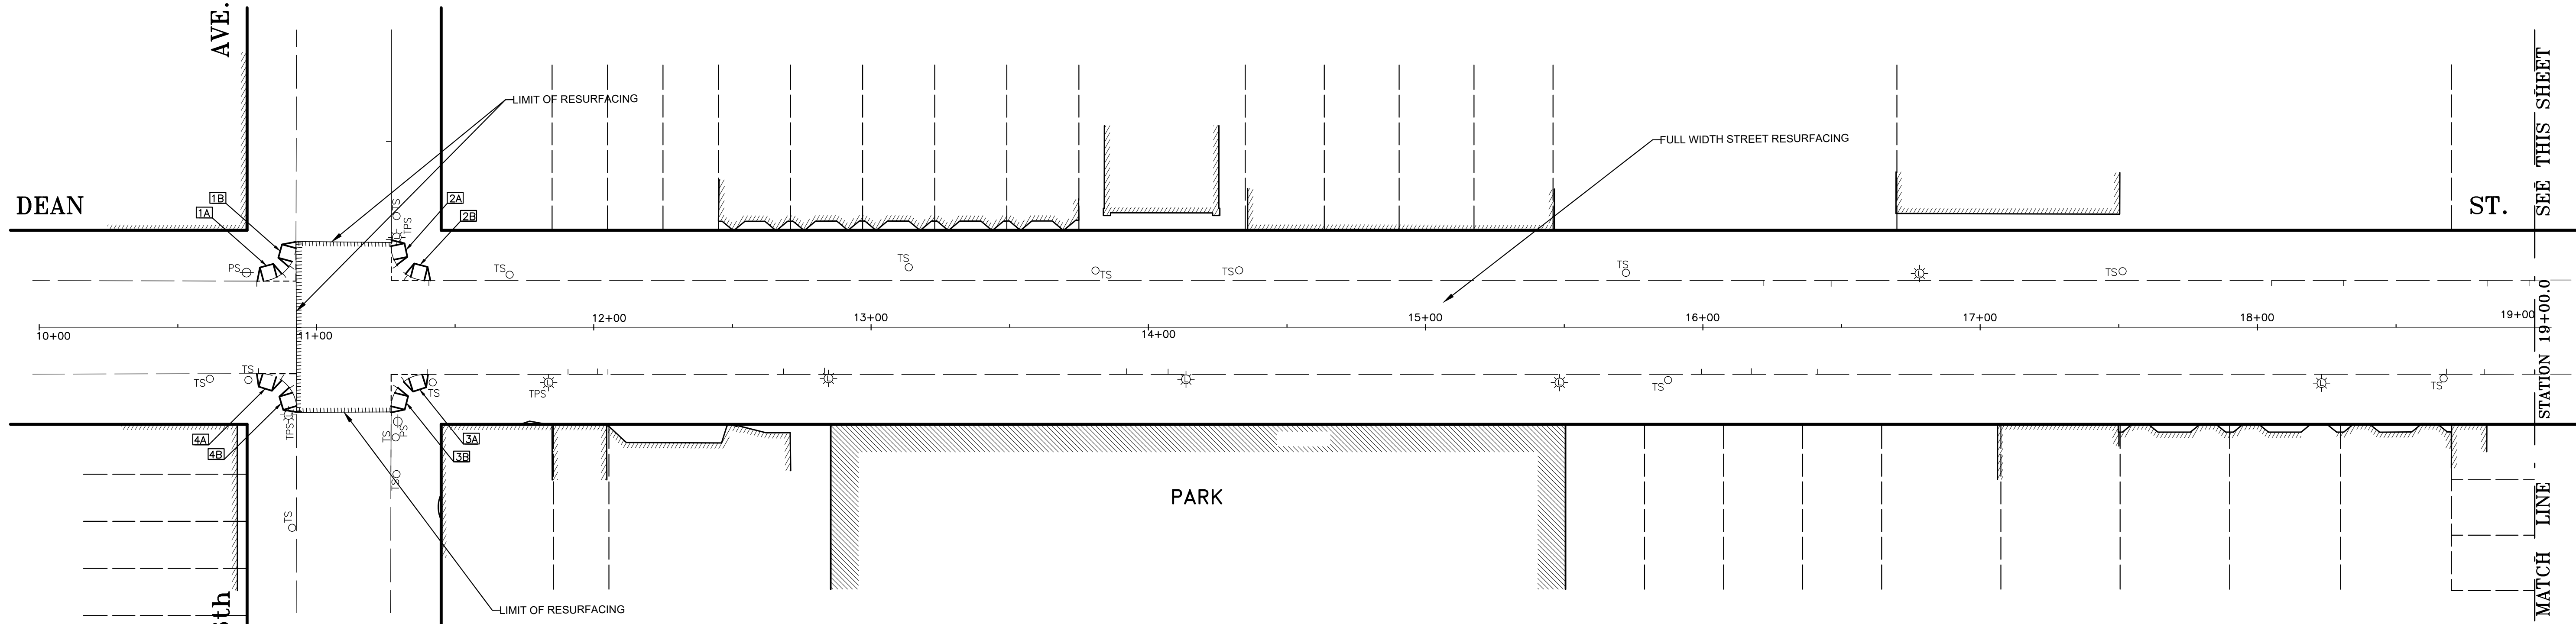 AVE.
LIMIT OF RESURFACING
FULL WIDTH STREET RESURFACING
SEE THIS SHEET
DEAN
ST.
1B
1A
2A
2B
TS
TPS
PS
TS
TS
TS
TS
TS
TS
10+00
11+00
12+00
13+00
14+00
15+00
16+00
17+00
18+00
19+00
STATION 19+00.0
TS
TS
TS
TPS
TS
TS
4A
4B
TPS
TS
PS
3A
3B
TS
TS
PARK
MATCH LINE
LIMIT OF RESURFACING